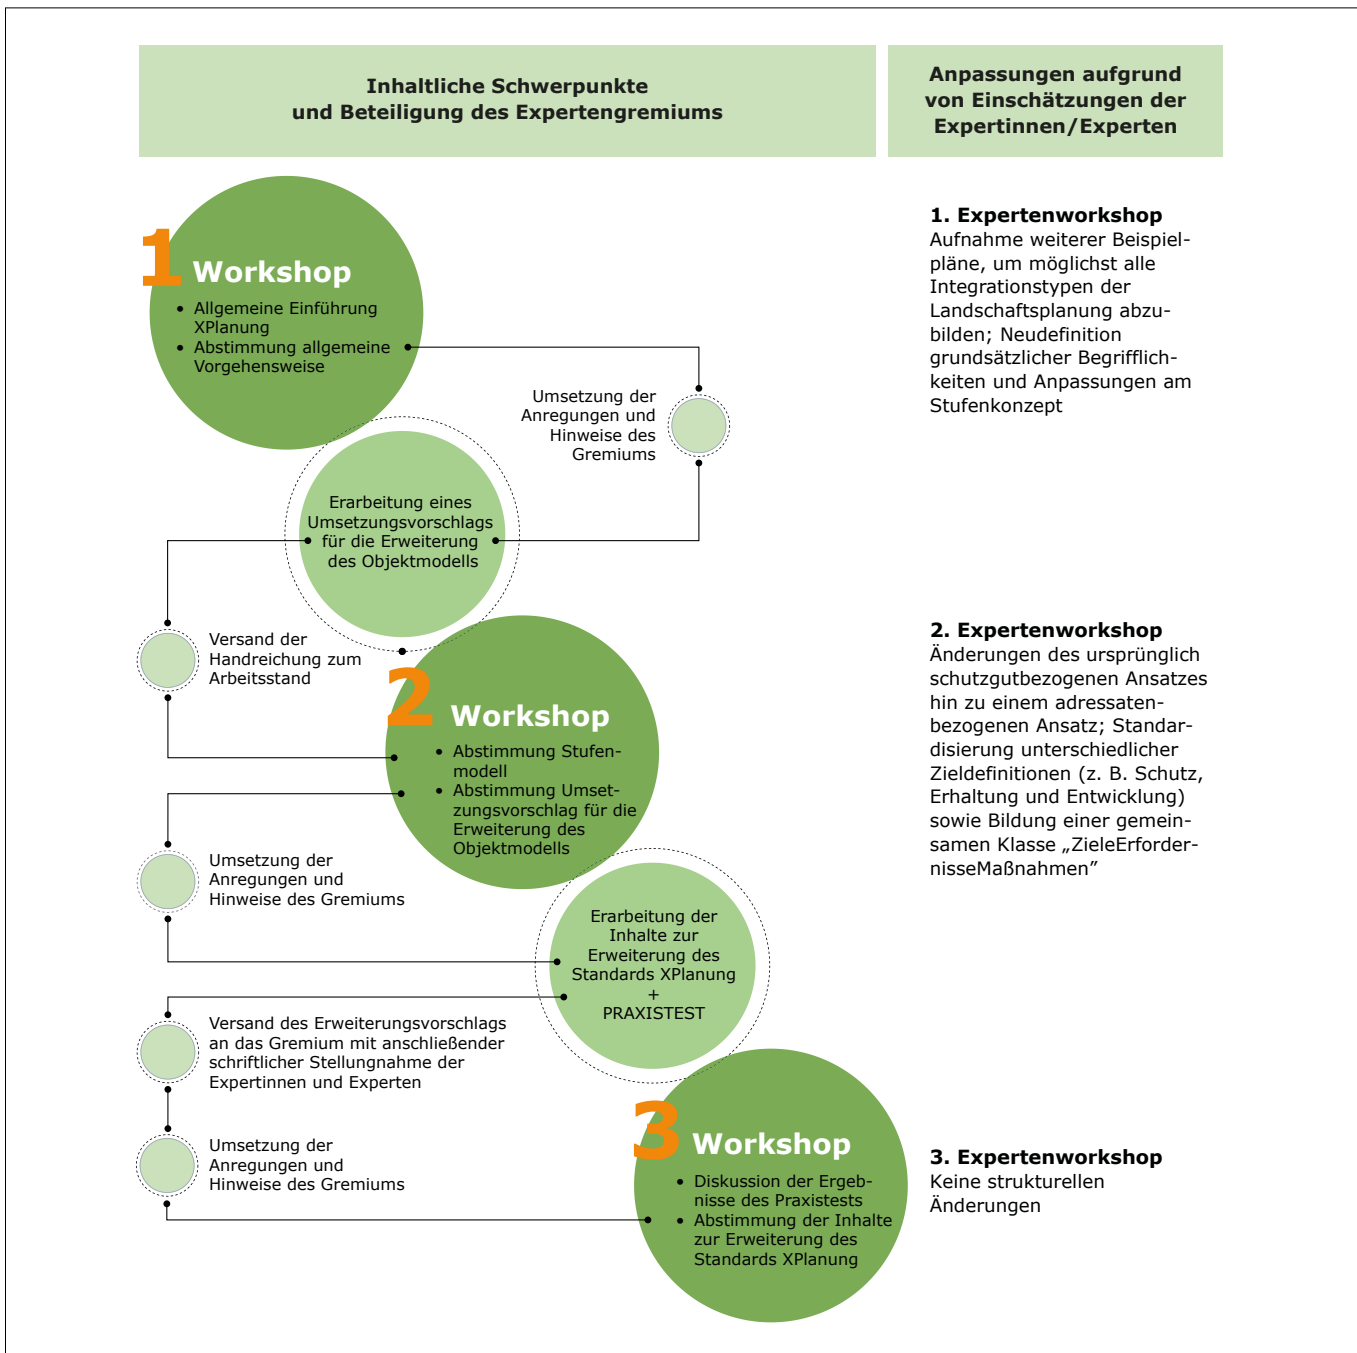 Inhaltliche Schwerpunkte
und Beteiligung des Expertengremiums
Anpassungen aufgrund
von Einschätzungen der
Expertinnen/Experten
1
Workshop
• Allgemeine Einführung
XPlanung
• Abstimmung allgemeine
Vorgehensweise
1. Expertenworkshop
Aufnahme weiterer Beispiel-
pläne, um möglichst alle
Integrationstypen der
Landschaftsplanung abzu-
bilden; Neudefinition
grundsätzlicher Begrifflich-
keiten und Anpassungen am
Stufenkonzept
Umsetzung der
Anregungen und
Hinweise des
Gremiums
Erarbeitung eines
Umsetzungsvorschlags
für die Erweiterung
des Objektmodells
Versand der
Handreichung zum
Arbeitsstand
2
Workshop
• Abstimmung Stufen-
modell
• Abstimmung Umset-
zungsvorschlag für die
Erweiterung des
Objektmodells
2. Expertenworkshop
Änderungen des ursprünglich
schutzgutbezogenen Ansatzes
hin zu einem adressaten-
bezogenen Ansatz; Standar-
disierung unterschiedlicher
Zieldefinitionen (z. B. Schutz,
Erhaltung und Entwicklung)
sowie Bildung einer gemein-
samen Klasse „ZieleErforder-
nisseMaßnahmen”
Umsetzung der
Anregungen und
Hinweise des Gremiums
Erarbeitung der
Inhalte zur
Erweiterung des
Standards XPlanung
+
PRAXISTEST
Versand des Erweiterungsvorschlags
an das Gremium mit anschließender
schriftlicher Stellungnahme der
Expertinnen und Experten
Umsetzung der
Anregungen und
Hinweise des Gremiums
3
Workshop
• Diskussion der Ergeb-
nisse des Praxistests
• Abstimmung der Inhalte
zur Erweiterung des
Standards XPlanung
3. Expertenworkshop
Keine strukturellen
Änderungen